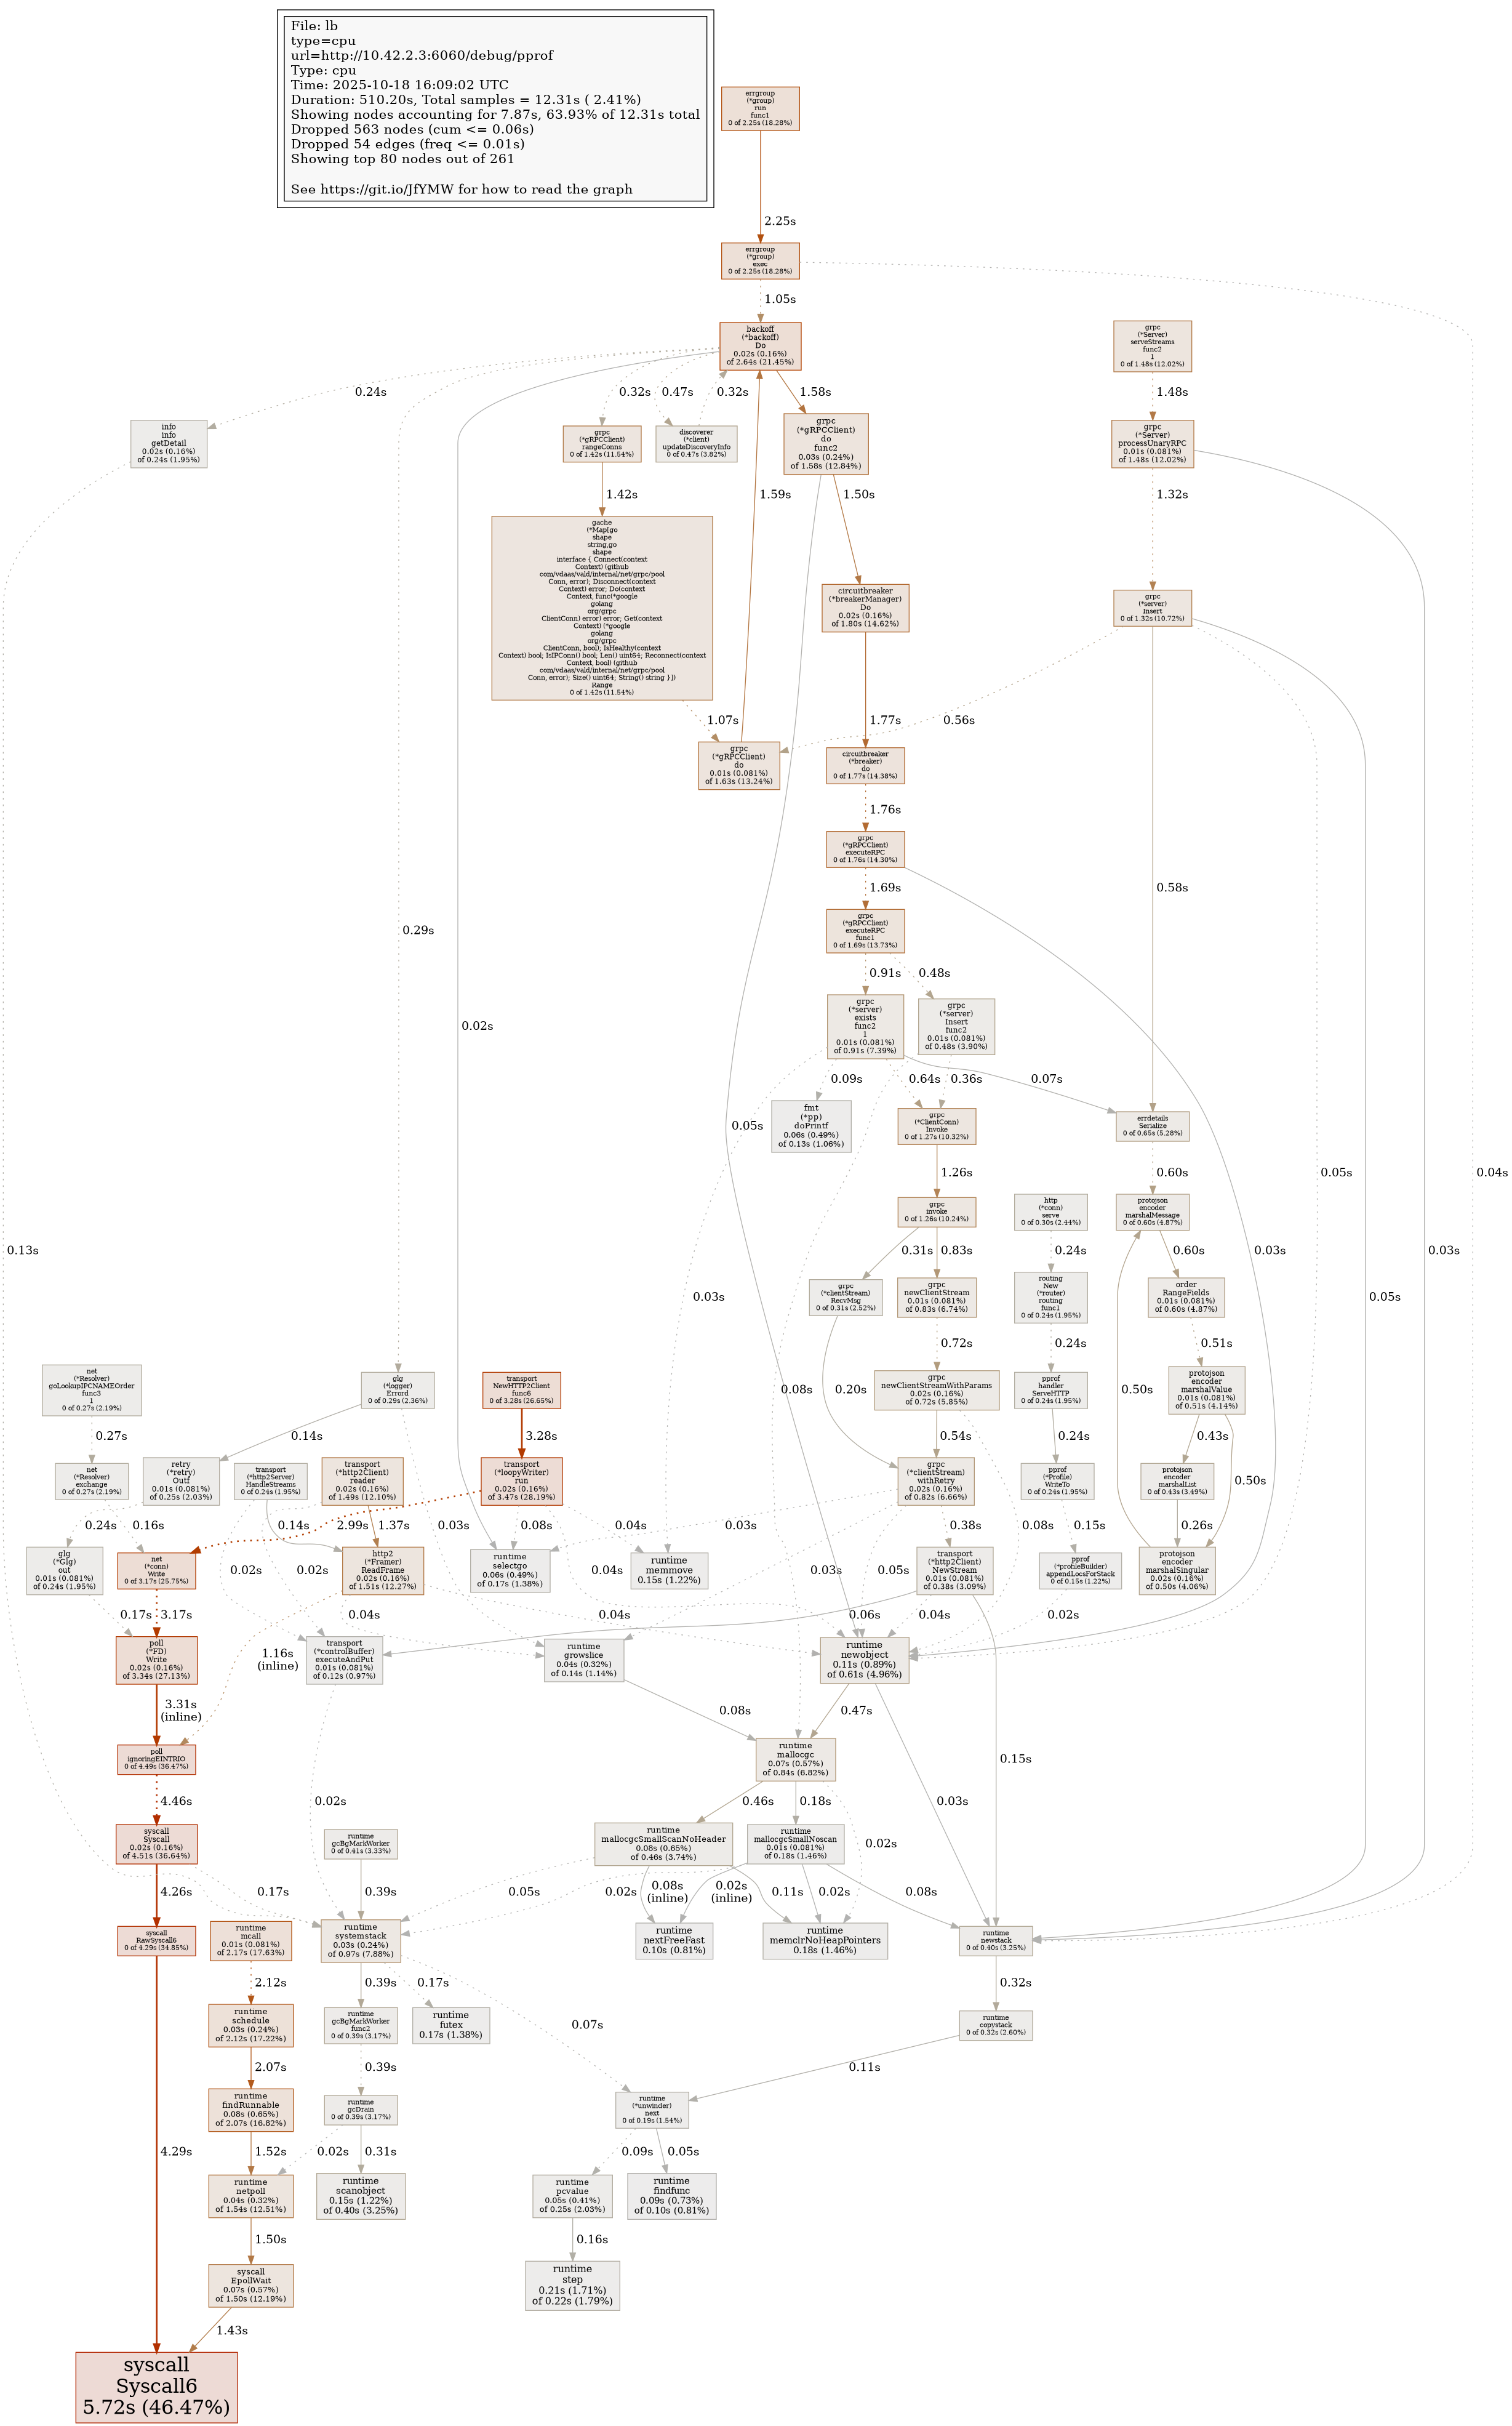 File: lb
type=cpu
url=http://10.42.2.3:6060/debug/pprof
Type: cpu
Time: 2025-10-18 16:09:02 UTC
Duration: 510.20s, Total samples = 12.31s ( 2.41%)
Showing nodes accounting for 7.87s, 63.93% of 12.31s total
Dropped 563 nodes (cum <= 0.06s)
Dropped 54 edges (freq <= 0.01s)
Showing top 80 nodes out of 261
See https://git.io/JfYMW for how to read the graph
errgroup
(*group)
run
func1
0 of 2.25s (18.28%)
2.25s
errgroup
(*group)
exec
0 of 2.25s (18.28%)
1.05s
backoff
(*backoff)
Do
0.02s (0.16%)
of 2.64s (21.45%)
grpc
(*Server)
serveStreams
func2
1
0 of 1.48s (12.02%)
0.24s
0.32s
0.47s
0.32s
1.58s
1.48s
info
info
getDetail
0.02s (0.16%)
of 0.24s (1.95%)
grpc
(*gRPCClient)
rangeConns
0 of 1.42s (11.54%)
discoverer
(*client)
updateDiscoveryInfo
0 of 0.47s (3.82%)
grpc
(*gRPCClient)
do
func2
0.03s (0.24%)
of 1.58s (12.84%)
grpc
(*Server)
processUnaryRPC
0.01s (0.081%)
of 1.48s (12.02%)
1.42s
1.59s
1.50s
1.32s
gache
(*Map[go
shape
string,go
shape
interface { Connect(context
Context) (github
com/vdaas/vald/internal/net/grpc/pool
Conn, error); Disconnect(context
Context) error; Do(context
Context, func(*google
golang
org/grpc
ClientConn) error) error; Get(context
Context) (*google
golang
org/grpc
ClientConn, bool); IsHealthy(context
Context) bool; IsIPConn() bool; Len() uint64; Reconnect(context
Context, bool) (github
com/vdaas/vald/internal/net/grpc/pool
Conn, error); Size() uint64; String() string }])
Range
0 of 1.42s (11.54%)
circuitbreaker
(*breakerManager)
Do
0.02s (0.16%)
of 1.80s (14.62%)
grpc
(*server)
Insert
0 of 1.32s (10.72%)
1.07s
1.77s
0.56s
grpc
(*gRPCClient)
do
0.01s (0.081%)
of 1.63s (13.24%)
circuitbreaker
(*breaker)
do
0 of 1.77s (14.38%)
1.76s
grpc
(*gRPCClient)
executeRPC
0 of 1.76s (14.30%)
1.69s
0.58s
grpc
(*gRPCClient)
executeRPC
func1
0 of 1.69s (13.73%)
0.29s
0.91s
0.48s
grpc
(*server)
exists
func2
1
0.01s (0.081%)
of 0.91s (7.39%)
grpc
(*server)
Insert
func2
0.01s (0.081%)
of 0.48s (3.90%)
0.02s
0.09s
0.64s
0.36s
0.07s
fmt
(*pp)
doPrintf
0.06s (0.49%)
of 0.13s (1.06%)
grpc
(*ClientConn)
Invoke
0 of 1.27s (10.32%)
errdetails
Serialize
0 of 0.65s (5.28%)
0.05s
1.26s
0.60s
0.05s
0.04s
grpc
invoke
0 of 1.26s (10.24%)
http
(*conn)
serve
0 of 0.30s (2.44%)
protojson
encoder
marshalMessage
0 of 0.60s (4.87%)
0.13s
0.31s
0.83s
0.24s
0.60s
0.03s
0.03s
grpc
(*clientStream)
RecvMsg
0 of 0.31s (2.52%)
grpc
newClientStream
0.01s (0.081%)
of 0.83s (6.74%)
routing
New
(*router)
routing
func1
0 of 0.24s (1.95%)
order
RangeFields
0.01s (0.081%)
of 0.60s (4.87%)
0.03s
0.05s
0.72s
0.24s
0.51s
net
(*Resolver)
goLookupIPCNAMEOrder
func3
1
0 of 0.27s (2.19%)
glg
(*logger)
Errord
0 of 0.29s (2.36%)
transport
NewHTTP2Client
func6
0 of 3.28s (26.65%)
grpc
newClientStreamWithParams
0.02s (0.16%)
of 0.72s (5.85%)
pprof
handler
ServeHTTP
0 of 0.24s (1.95%)
protojson
encoder
marshalValue
0.01s (0.081%)
of 0.51s (4.14%)
0.08s
0.20s
0.50s
0.27s
0.14s
3.28s
0.54s
0.24s
0.43s
net
(*Resolver)
exchange
0 of 0.27s (2.19%)
retry
(*retry)
Outf
0.01s (0.081%)
of 0.25s (2.03%)
transport
(*http2Server)
HandleStreams
0 of 0.24s (1.95%)
transport
(*http2Client)
reader
0.02s (0.16%)
of 1.49s (12.10%)
transport
(*loopyWriter)
run
0.02s (0.16%)
of 3.47s (28.19%)
grpc
(*clientStream)
withRetry
0.02s (0.16%)
of 0.82s (6.66%)
pprof
(*Profile)
WriteTo
0 of 0.24s (1.95%)
protojson
encoder
marshalList
0 of 0.43s (3.49%)
0.50s
0.24s
0.16s
0.14s
2.99s
1.37s
0.03s
0.08s
0.04s
0.03s
0.38s
0.08s
0.15s
0.26s
glg
(*Glg)
out
0.01s (0.081%)
of 0.24s (1.95%)
net
(*conn)
Write
0 of 3.17s (25.75%)
http2
(*Framer)
ReadFrame
0.02s (0.16%)
of 1.51s (12.27%)
runtime
selectgo
0.06s (0.49%)
of 0.17s (1.38%)
runtime
memmove
0.15s (1.22%)
transport
(*http2Client)
NewStream
0.01s (0.081%)
of 0.38s (3.09%)
pprof
(*profileBuilder)
appendLocsForStack
0 of 0.15s (1.22%)
protojson
encoder
marshalSingular
0.02s (0.16%)
of 0.50s (4.06%)
0.02s
0.02s
0.04s
0.03s
0.05s
0.17s
3.17s
0.04s
0.04s
0.06s
0.04s
0.02s
poll
(*FD)
Write
0.02s (0.16%)
of 3.34s (27.13%)
1.16s
(inline)
transport
(*controlBuffer)
executeAndPut
0.01s (0.081%)
of 0.12s (0.97%)
runtime
growslice
0.04s (0.32%)
of 0.14s (1.14%)
runtime
newobject
0.11s (0.89%)
of 0.61s (4.96%)
3.31s
(inline)
0.08s
0.47s
poll
ignoringEINTRIO
0 of 4.49s (36.47%)
runtime
mallocgc
0.07s (0.57%)
of 0.84s (6.82%)
0.15s
4.46s
0.02s
0.46s
0.18s
0.03s
syscall
Syscall
0.02s (0.16%)
of 4.51s (36.64%)
runtime
gcBgMarkWorker
0 of 0.41s (3.33%)
runtime
mallocgcSmallScanNoHeader
0.08s (0.65%)
of 0.46s (3.74%)
runtime
mallocgcSmallNoscan
0.01s (0.081%)
of 0.18s (1.46%)
0.02s
4.26s
0.17s
0.39s
0.05s
0.02s
0.08s
(inline)
0.02s
(inline)
0.11s
0.02s
0.08s
syscall
RawSyscall6
0 of 4.29s (34.85%)
runtime
mcall
0.01s (0.081%)
of 2.17s (17.63%)
runtime
systemstack
0.03s (0.24%)
of 0.97s (7.88%)
runtime
nextFreeFast
0.10s (0.81%)
runtime
memclrNoHeapPointers
0.18s (1.46%)
runtime
newstack
0 of 0.40s (3.25%)
2.12s
0.39s
0.17s
0.07s
0.32s
runtime
schedule
0.03s (0.24%)
of 2.12s (17.22%)
runtime
gcBgMarkWorker
func2
0 of 0.39s (3.17%)
runtime
futex
0.17s (1.38%)
runtime
copystack
0 of 0.32s (2.60%)
2.07s
0.39s
0.11s
runtime
findRunnable
0.08s (0.65%)
of 2.07s (16.82%)
runtime
gcDrain
0 of 0.39s (3.17%)
runtime
(*unwinder)
next
0 of 0.19s (1.54%)
4.29s
1.52s
0.02s
0.31s
0.09s
0.05s
runtime
netpoll
0.04s (0.32%)
of 1.54s (12.51%)
runtime
scanobject
0.15s (1.22%)
of 0.40s (3.25%)
runtime
pcvalue
0.05s (0.41%)
of 0.25s (2.03%)
runtime
findfunc
0.09s (0.73%)
of 0.10s (0.81%)
1.50s
0.16s
syscall
EpollWait
0.07s (0.57%)
of 1.50s (12.19%)
runtime
step
0.21s (1.71%)
of 0.22s (1.79%)
1.43s
syscall
Syscall6
5.72s (46.47%)